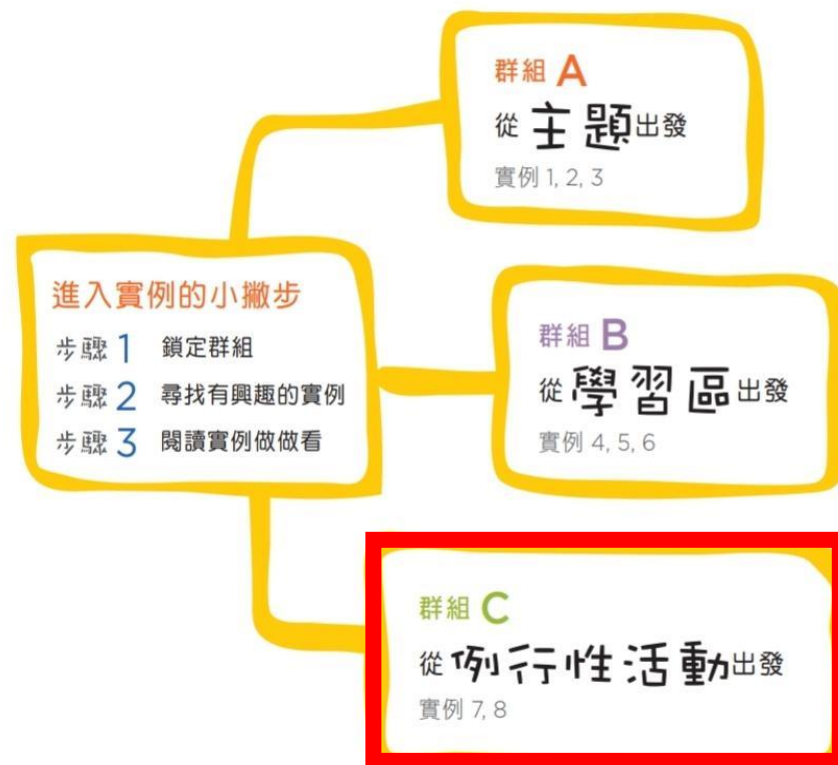 群組 A
從主題出發
實例 1, 2, 3
進入實例的小撇步
步驟 1 鎖定群組
步驟 2 尋找有興趣的實例
步驟 3 閱讀實例做做看
群組 B
從學習區出發
實例 4, 5, 6
群組 C
從例行性活動出發
實例 7, 8